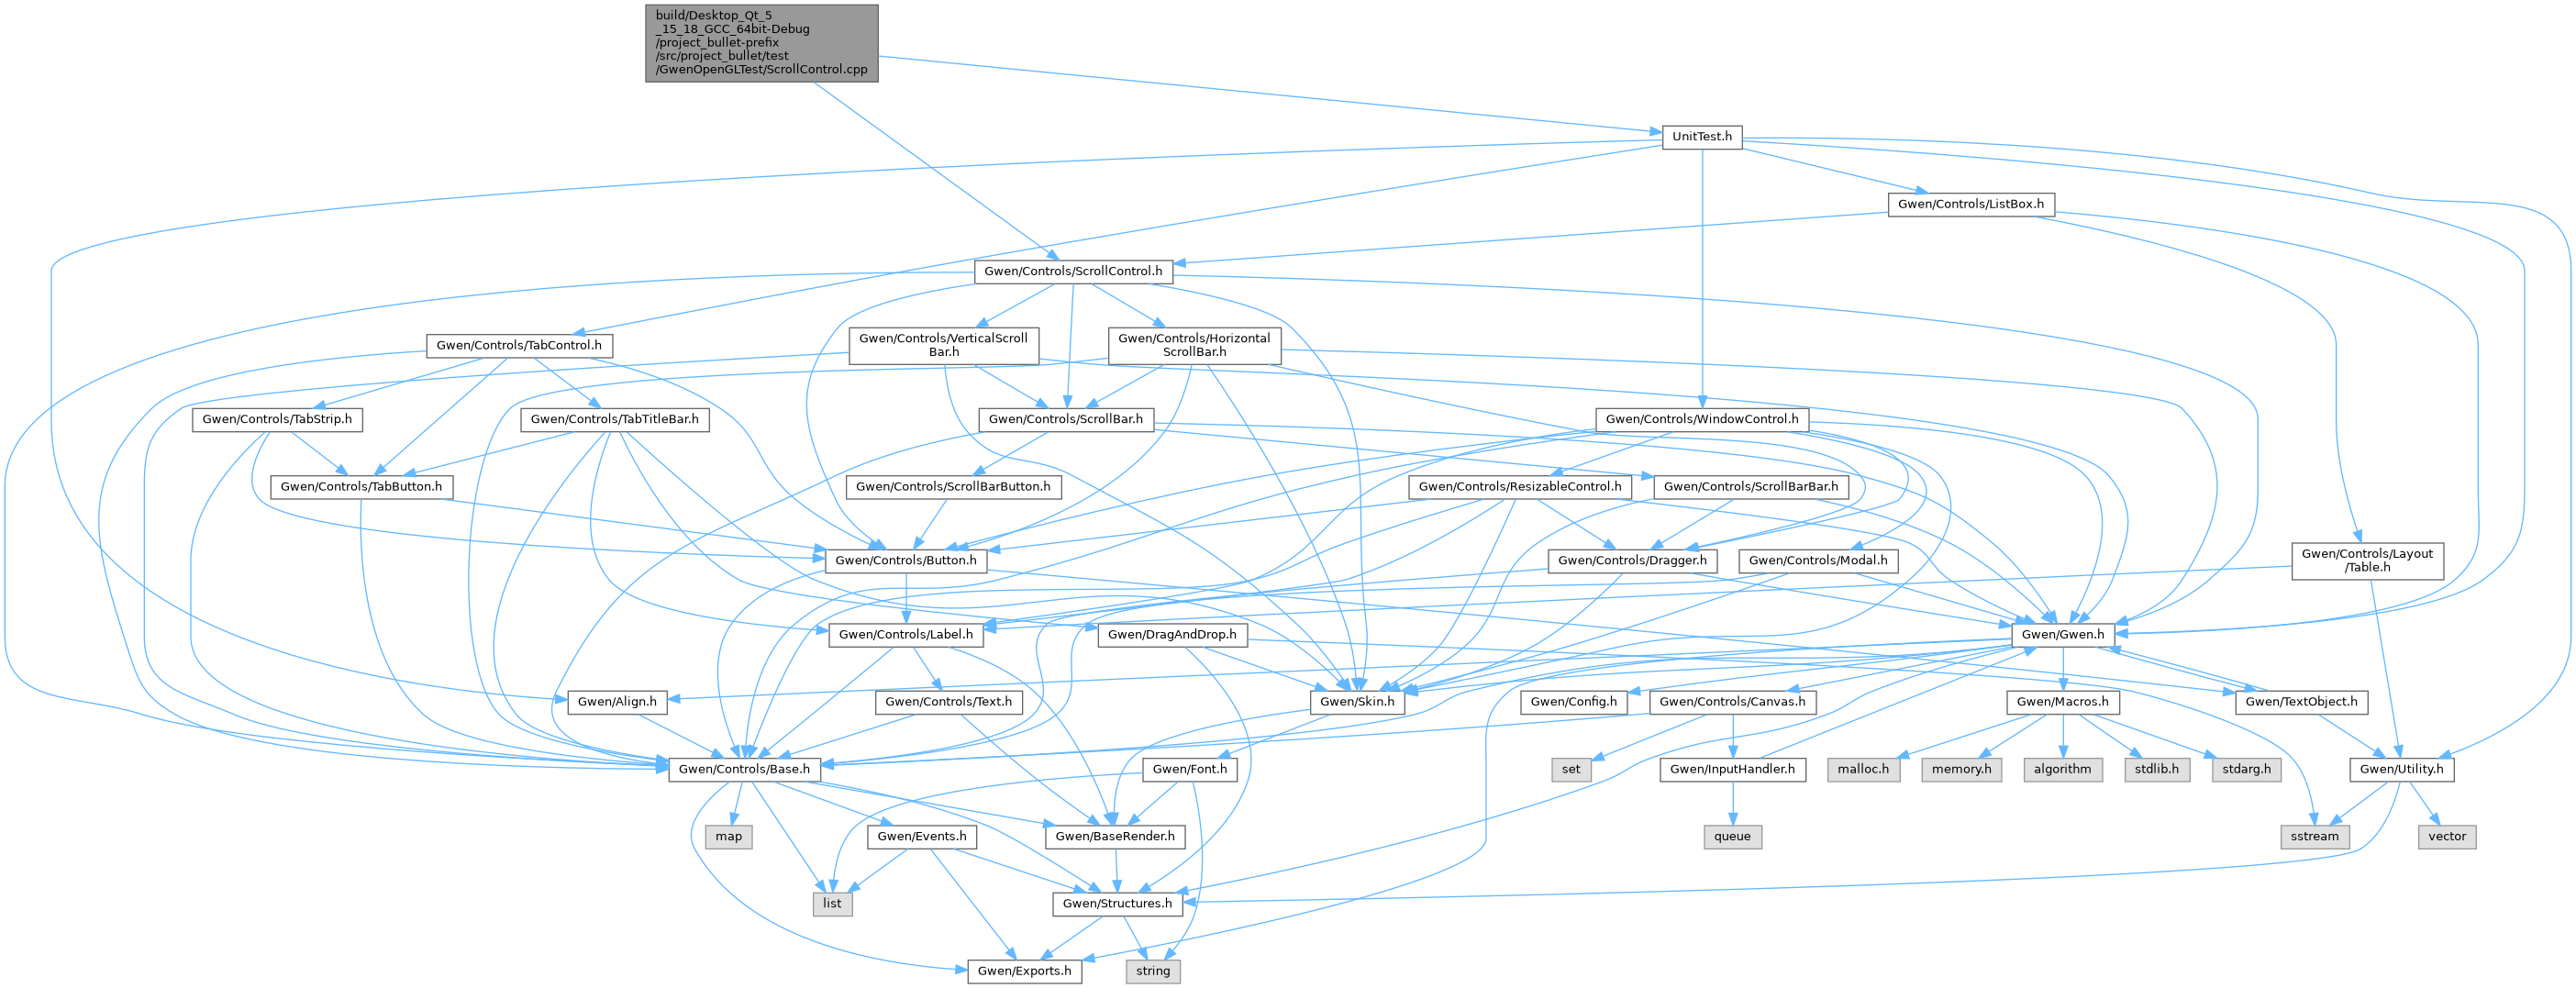 build/Desktop_Qt_5
_15_18_GCC_64bit-Debug
/project_bullet-prefix
/src/project_bullet/test
/GwenOpenGLTest/ScrollControl.cpp
UnitTest.h
Gwen/Controls/ListBox.h
Gwen/Controls/ScrollControl.h
Gwen/Controls/TabControl.h
Gwen/Controls/VerticalScroll
Bar.h
Gwen/Controls/Horizontal
ScrollBar.h
Gwen/Controls/TabStrip.h
Gwen/Controls/TabTitleBar.h
Gwen/Controls/ScrollBar.h
Gwen/Controls/WindowControl.h
Gwen/Controls/TabButton.h
Gwen/Controls/ScrollBarButton.h
Gwen/Controls/ResizableControl.h
Gwen/Controls/ScrollBarBar.h
Gwen/Controls/Button.h
Gwen/Controls/Dragger.h
Gwen/Controls/Modal.h
Gwen/Controls/Layout
/Table.h
Gwen/Controls/Label.h
Gwen/DragAndDrop.h
Gwen/Gwen.h
Gwen/Align.h
Gwen/Controls/Text.h
Gwen/Skin.h
Gwen/Config.h
Gwen/Controls/Canvas.h
Gwen/Macros.h
Gwen/TextObject.h
Gwen/Controls/Base.h
Gwen/Font.h
set
Gwen/InputHandler.h
malloc.h
memory.h
algorithm
stdlib.h
stdarg.h
Gwen/Utility.h
map
Gwen/Events.h
Gwen/BaseRender.h
queue
sstream
vector
list
Gwen/Structures.h
Gwen/Exports.h
string